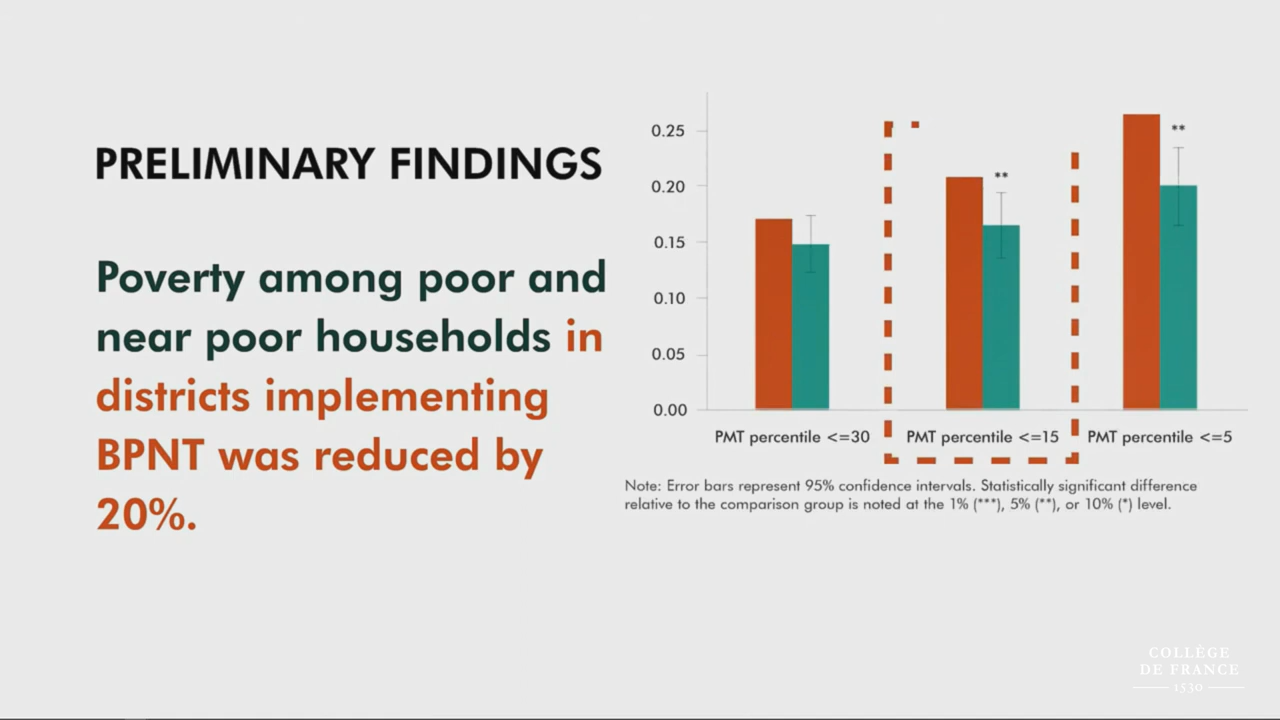 PRELIMINARY FINDINGS
Poverty among poor and
near poor households in
districts implementing
BPNT was reduced by
20%.
0.25
0.20
0.15
0.10
0.05
0.00
**
**
PMT percentile <=30
PMT percentile <=15
PMT percentile <=5
Note: Error bars represent 95% confidence intervals. Statistically significant difference
relative to the comparison group is noted at the 1% (***), 5% (**), or 10% (*) level.
COLLÈGE
DE FRANCE
1530